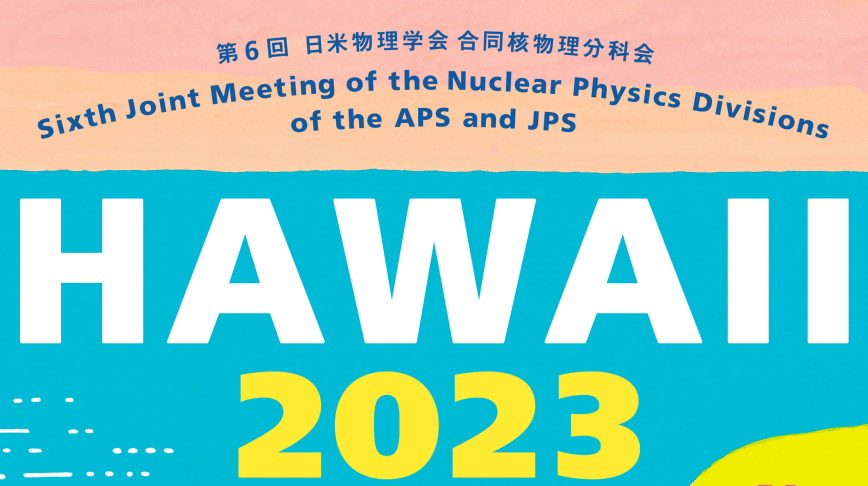 第6回 日米物理学会 合同核物理分科会
Sixth Joint Meeting of the Nuclear Physics Divisions
of the APS and JPS
HAWAII
2023